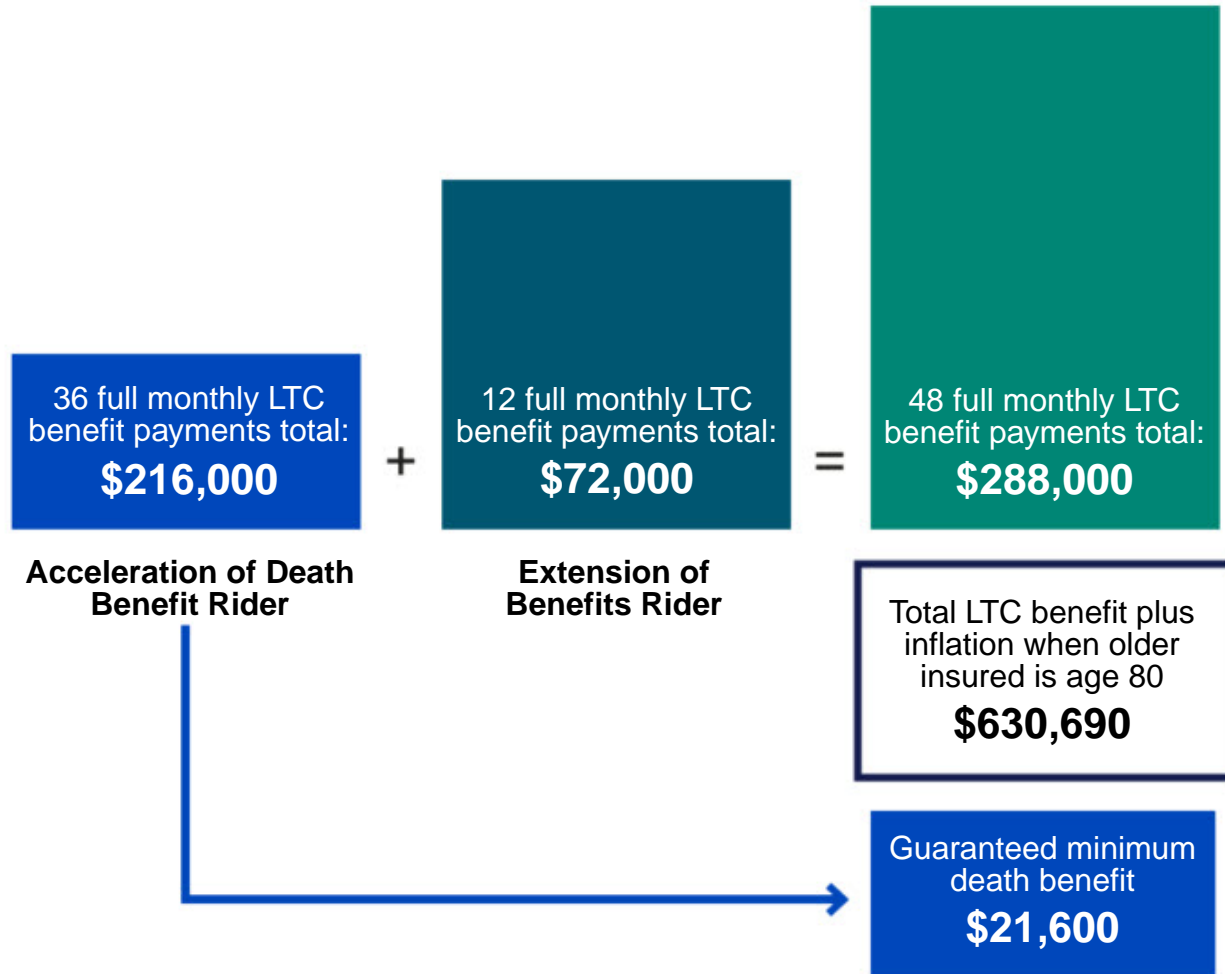 36 full monthly LTC
benefit payments total:
$216,000
+
12 full monthly LTC
benefit payments total:
$72,000
=
48 full monthly LTC
benefit payments total:
$288,000
Acceleration of Death
Benefit Rider
Extension of
Benefits Rider
Total LTC benefit plus
inflation when older
insured is age 80
$630,690
Guaranteed minimum
death benefit
$21,600